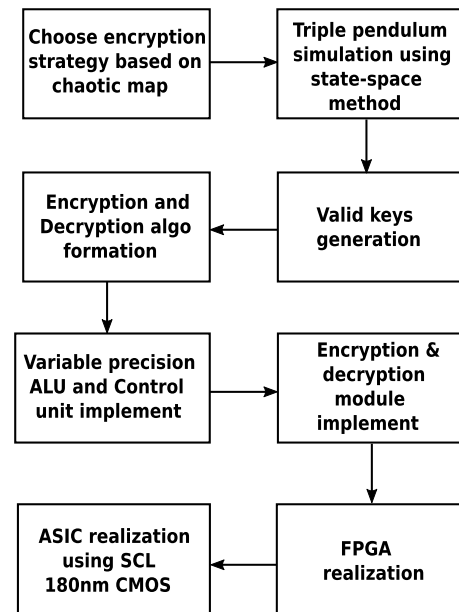 Choose encryption
strategy based on
chaotic map
Triple pendulum
simulation using
state-space
method
Valid keys
generation
Encryption and
Decryption algo
formation
Variable precision
ALU and Control
unit implement
Encryption &
decryption
module
implement
FPGA
realization
ASIC realization
using SCL
180nm CMOS